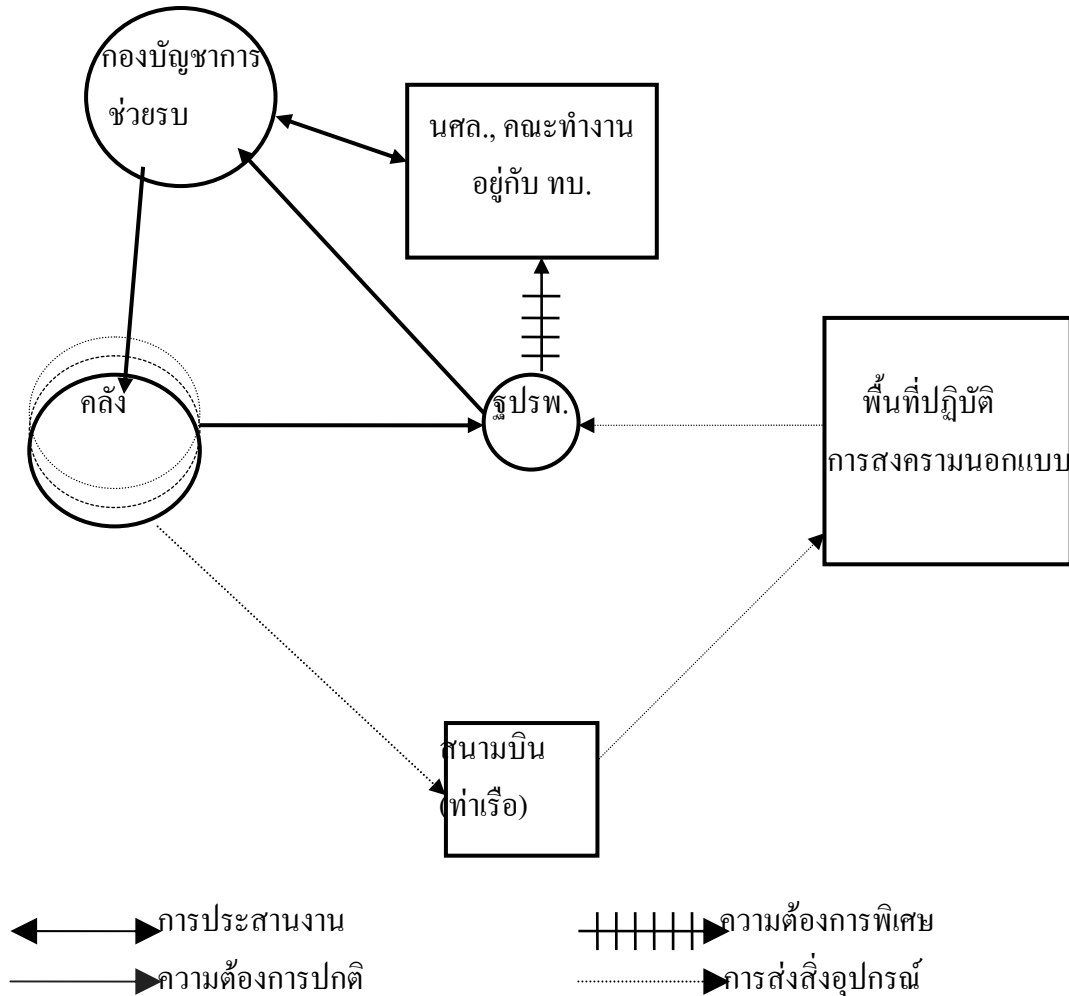 กองบัญชาการ
ช่วยรบ
นศล., คณะทำงาน
อยู่กับ ทบ.
คลัง
ฐปรพ.
พื้นที่ปฏิบัติ
การสงครามนอกแบบ
สนามบิน
(ท่าเรือ)
การประสานงาน
ความต้องการพิเศษ
ความต้องการปกติ
การส่งสิ่งอุปกรณ์